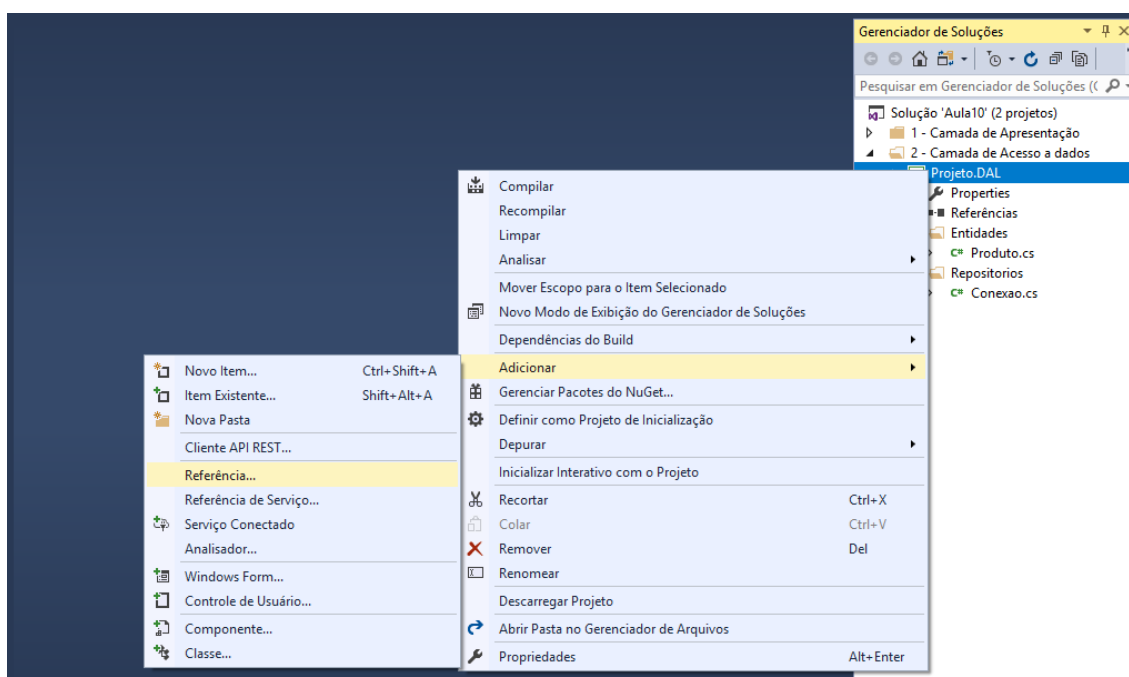 Gerenciador de Soluções
Pesquisar em Gerenciador de Soluções ((
Solução 'Aula10' (2 projetos)
1 - Camada de Apresentação
2 - Camada de Acesso a dados
Projeto.DAL
Properties
Referências
Entidades
C# Produto.cs
Repositorios
C# Conexao.cs
Compilar
Recompilar
Limpar
Analisar
Mover Escopo para o Item Selecionado
Novo Modo de Exibição do Gerenciador de Soluções
Dependências do Build
Adicionar
Gerenciar Pacotes do NuGet...
Definir como Projeto de Inicialização
Depurar
Inicializar Interativo com o Projeto
Recortar Ctrl+X
Colar Ctrl+V
Remover Del
Renomear
Descarregar Projeto
Abrir Pasta no Gerenciador de Arquivos
Propriedades Alt+Enter
Novo Item... Ctrl+Shift+A
Item Existente... Shift+Alt+A
Nova Pasta
Cliente API REST...
Referência...
Referência de Serviço...
Serviço Conectado
Analisador...
Windows Form...
Controle de Usuário...
Componente...
Classe...